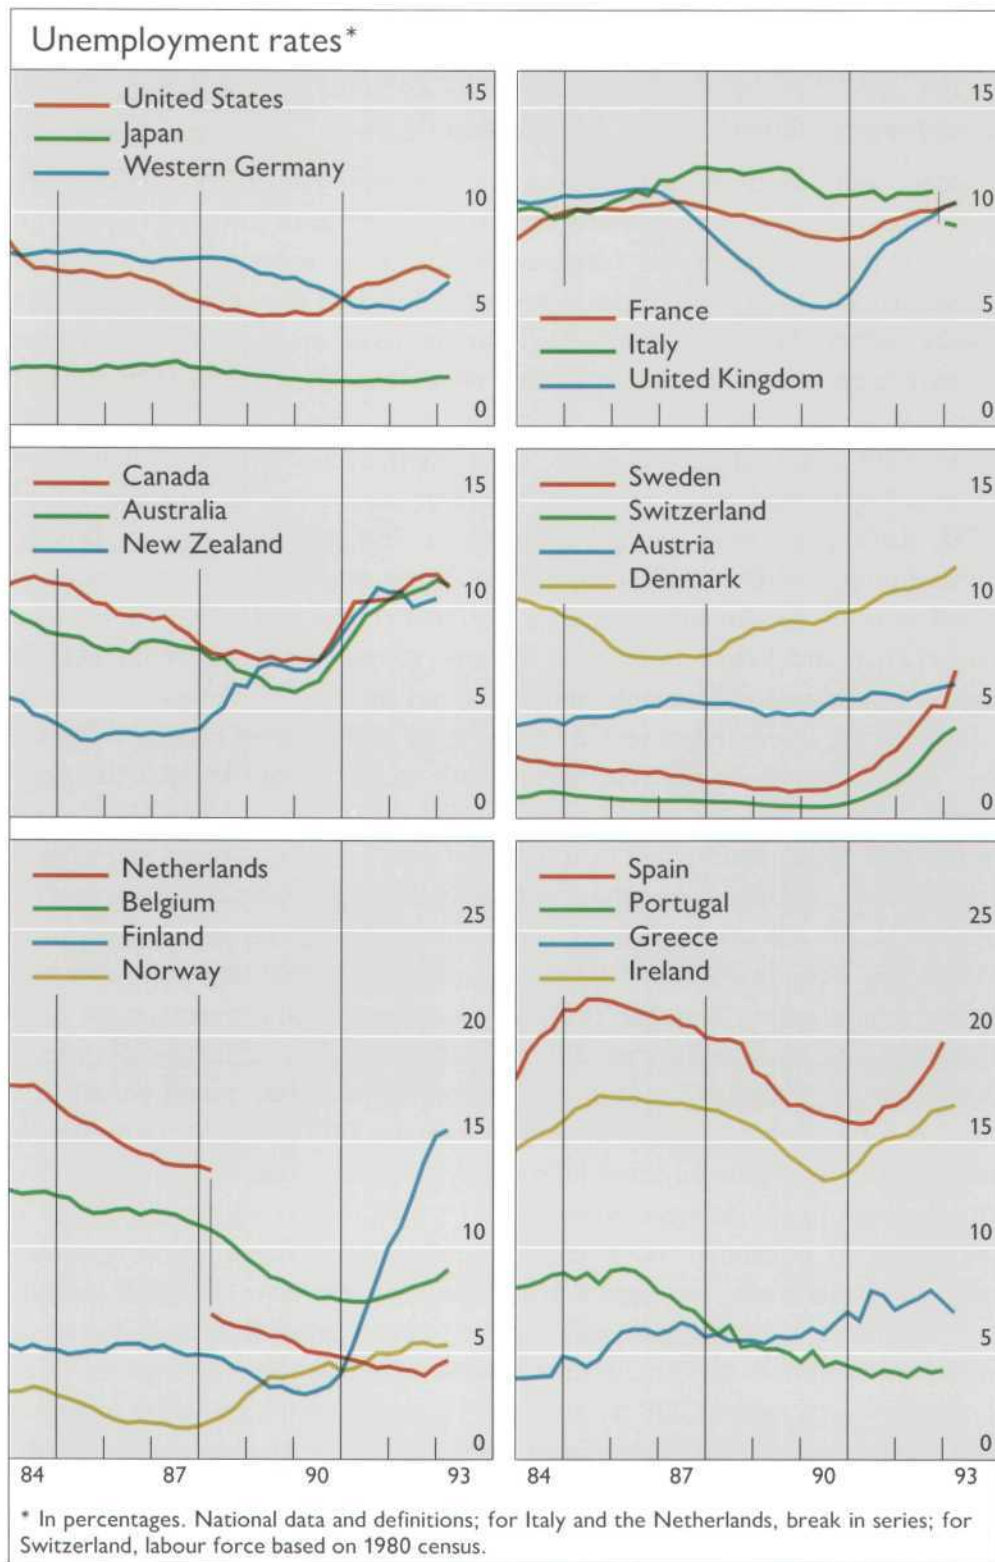 Unemployment rates*
United States
Japan
Western Germany
15
10
5
0
15
10
5
France
Italy
United Kingdom
0
Canada
Australia
New Zealand
15
10
5
0
Sweden
Switzerland
Austria
Denmark
15
10
5
0
Netherlands
Belgium
Finland
Norway
25
20
15
10
5
0
84 87 90 93
Spain
Portugal
Greece
Ireland
25
20
15
10
5
0
84 87 90 93
* In percentages. National data and definitions; for Italy and the Netherlands, break in series; for
Switzerland, labour force based on 1980 census.